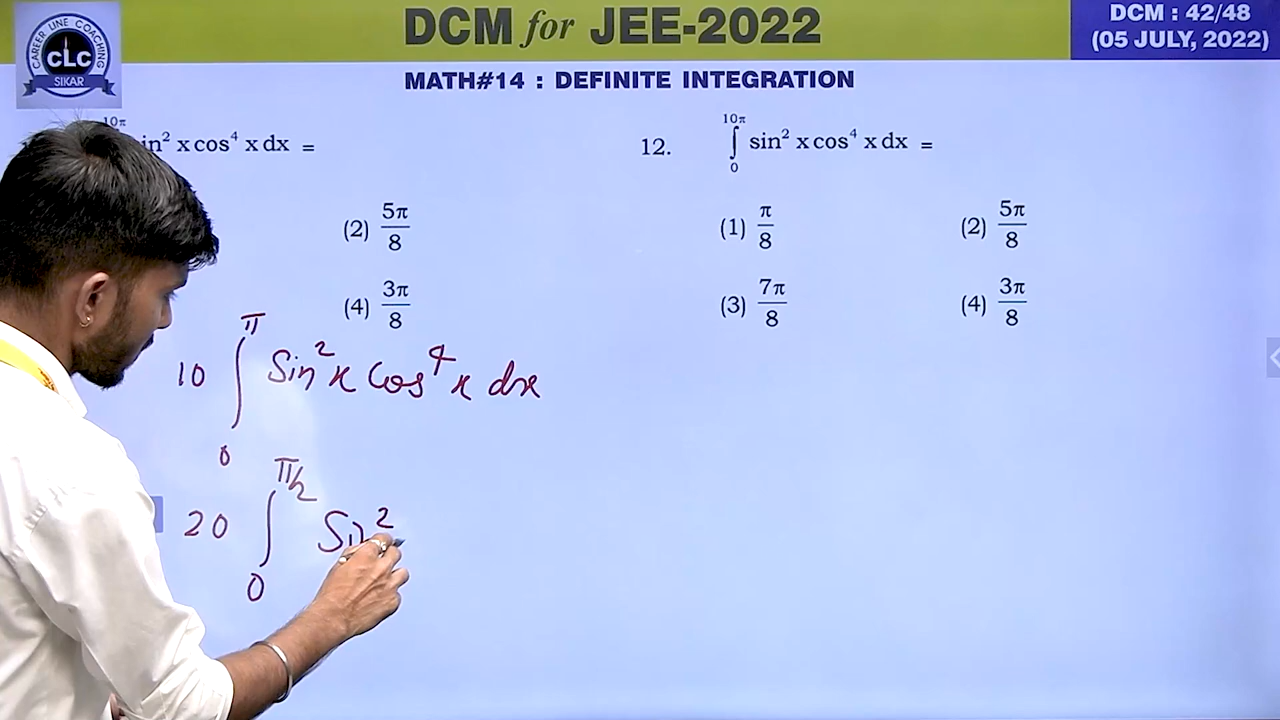 CAREER LINE COACHING
CLC
SIKAR
DCM for JEE-2022
DCM : 42/48
(05 JULY, 2022)
MATH#14 : DEFINITE INTEGRATION
10π
in² x cos⁴ x dx =
(2) 5π/8
(4) 3π/8
12. ∫₀^10π sin² x cos⁴ x dx =
(1) π/8 (2) 5π/8
(3) 7π/8 (4) 3π/8
10 ∫₀^π Sin²x Cos⁴x dx
20 ∫₀^π/2 Sin²